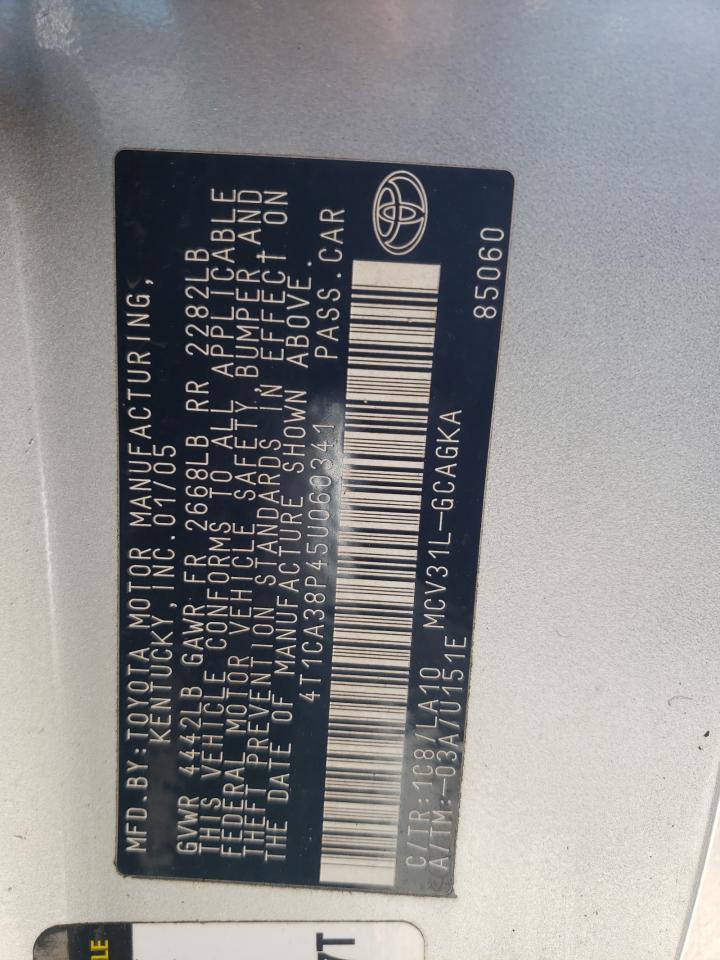 MFD.BY:TOYOTA MOTOR MANUFACTURING,
KENTUCKY, INC.01/05
GVWR 4442LB GAWR FR 2668LB RR 2282LB
THIS VEHICLE CONFORMS TO ALL APPLICABLE
FEDERAL MOTOR VEHICLE SAFETY, BUMPER, AND
THEFT PREVENTION STANDARDS IN EFFECT ON
THE DATE OF MANUFACTURE SHOWN ABOVE.
4T1CA38P45U060341 PASS.CAR
C/TR:1C8/LA10 MCV31L-GCAGKA
A/TM:-03A/U151E
85060
LE
7T